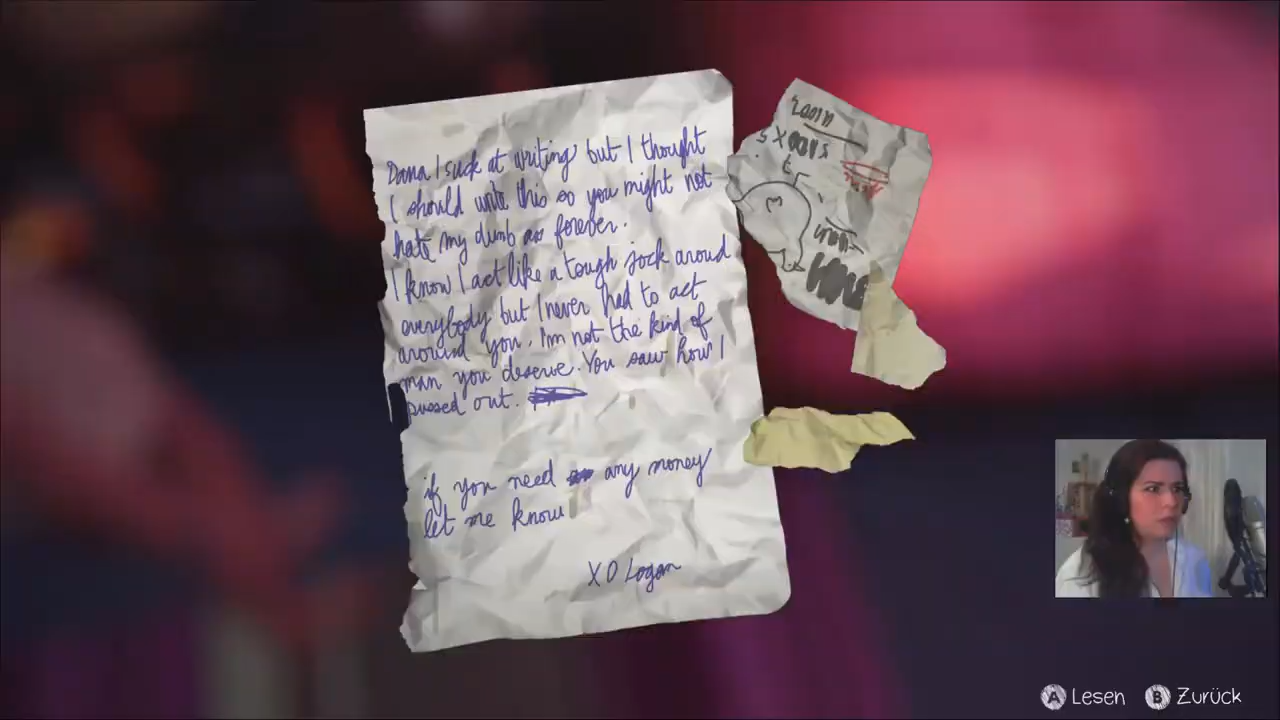 Dana I suck at writing but I thought
I should write this so you might not
hate my dumb ass forever.
I know I act like a tough jock aroud
everybody but I never had to act
around you. I'm not the kind of
man you deserve. You saw how I
pussed out.
if you need any money
let me know
XO Logan
Lesen
Zurück